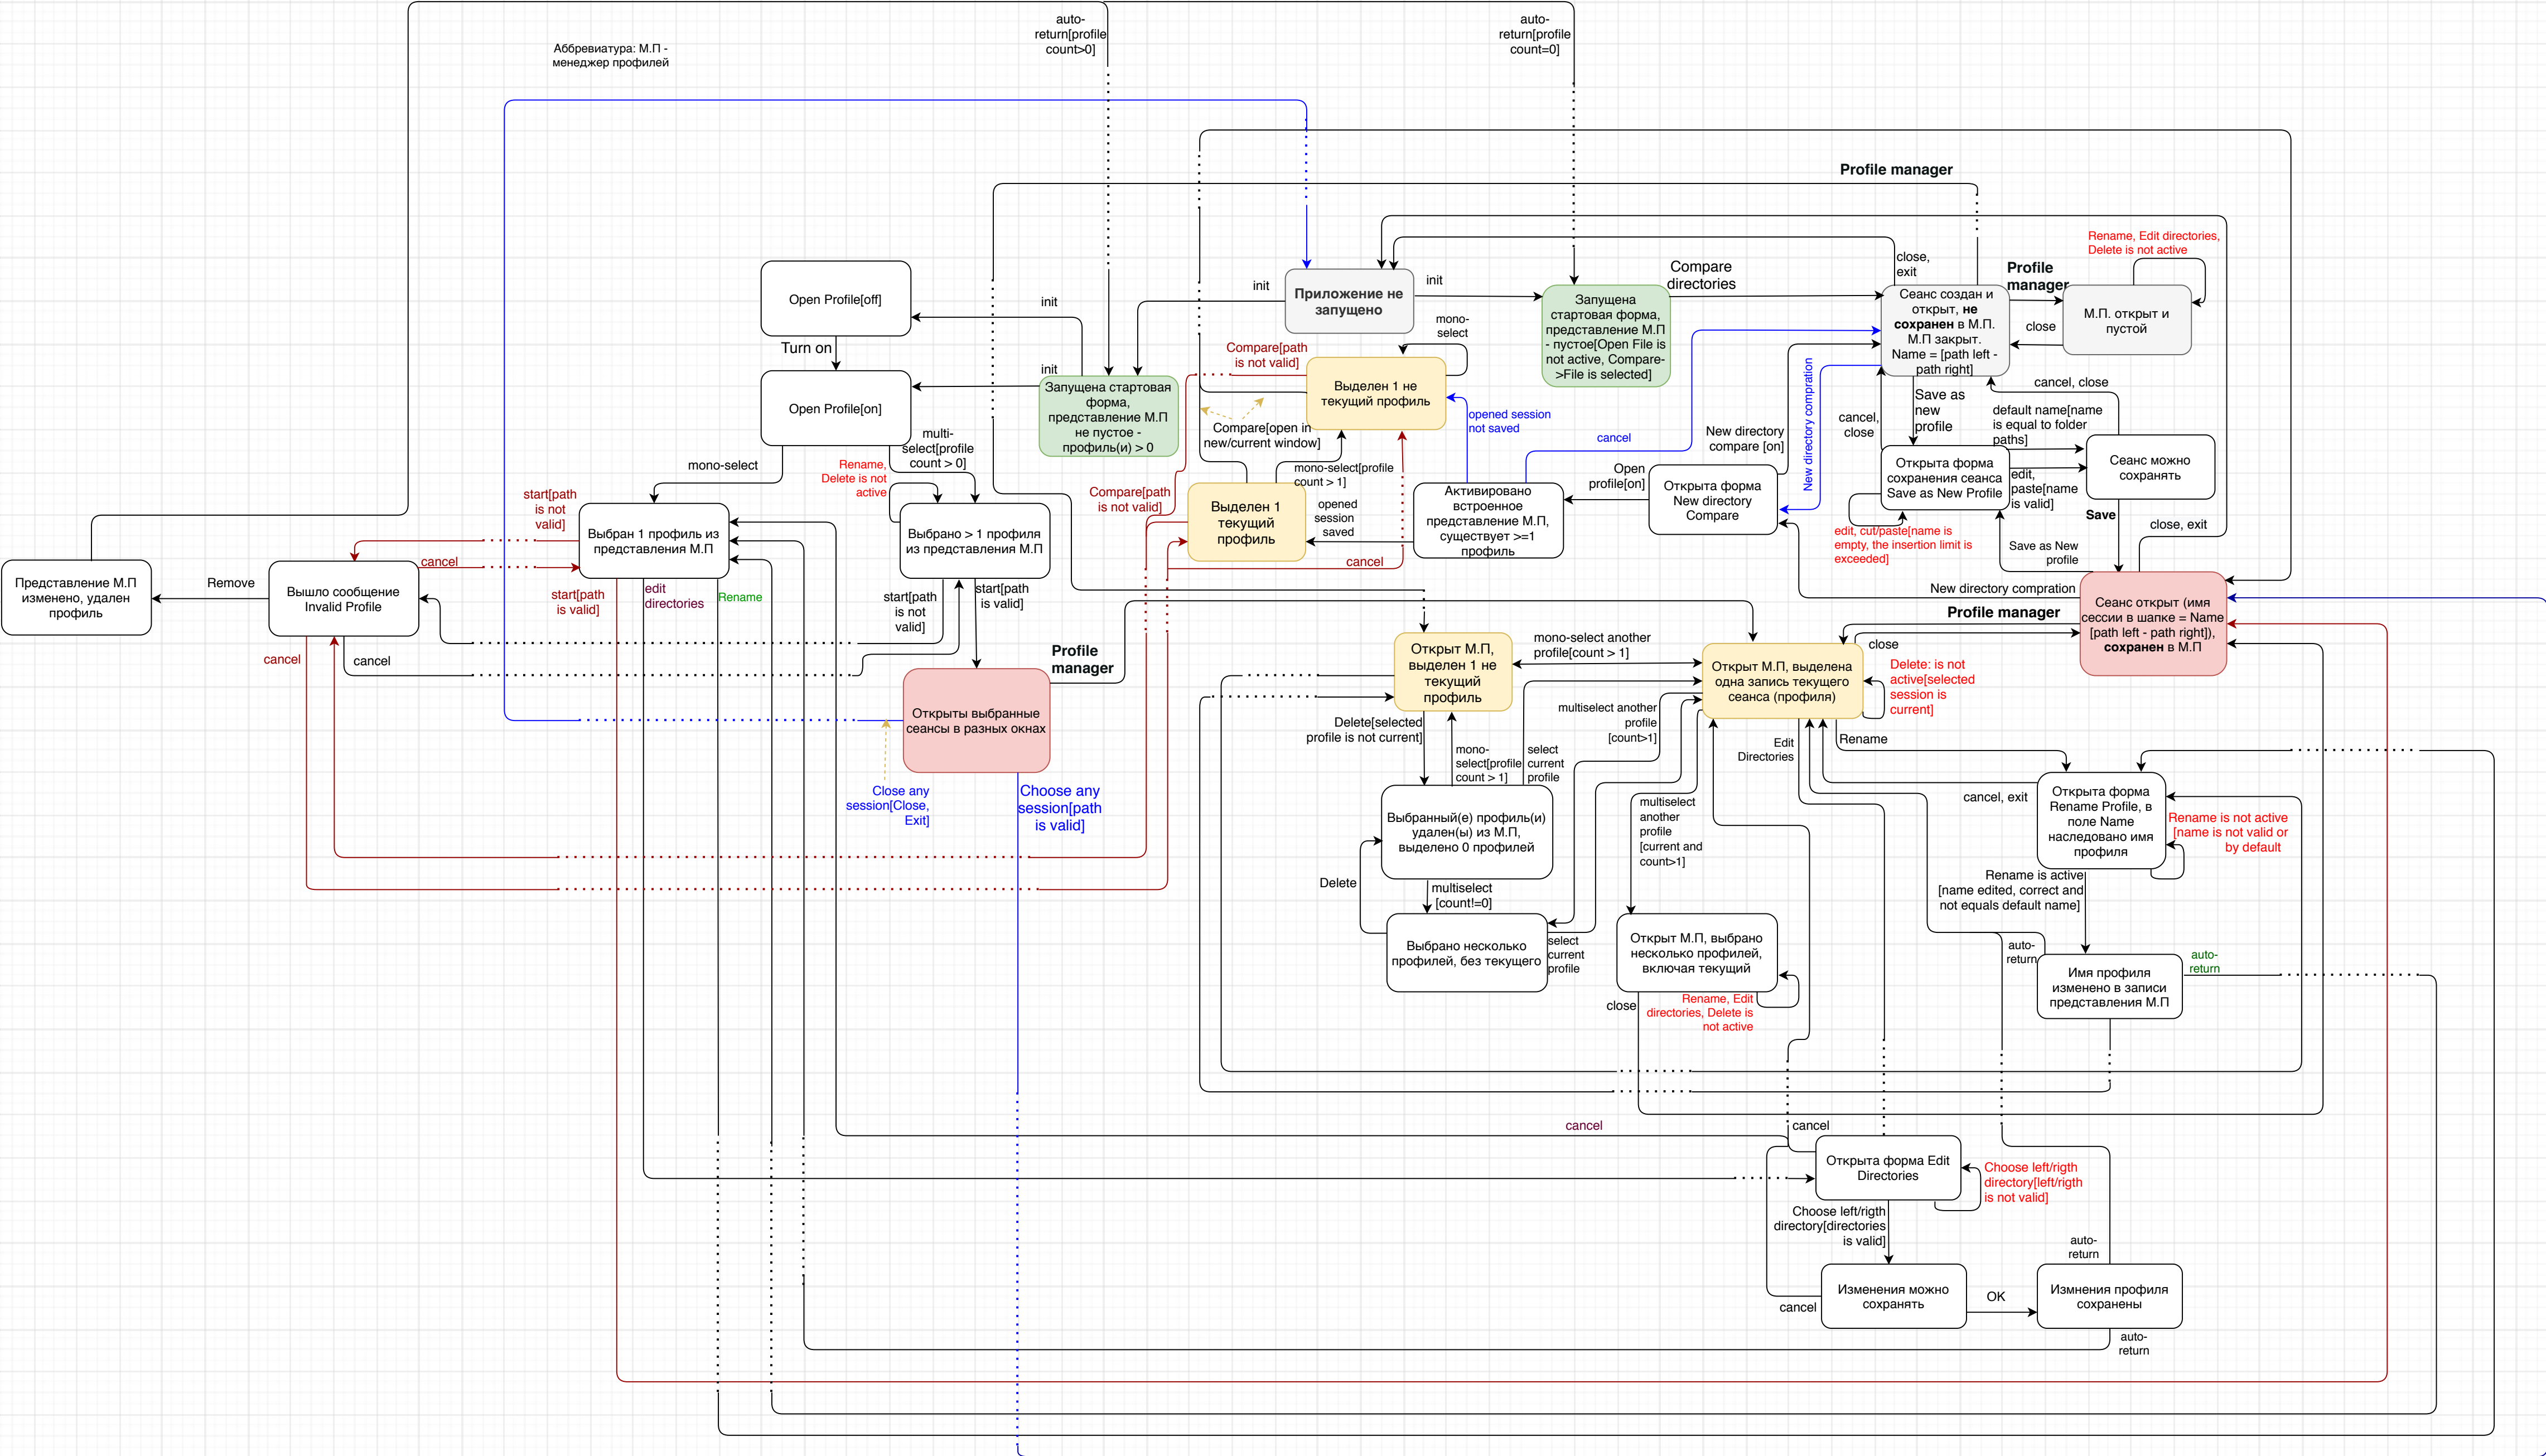 auto-
return[profile
count>0]
auto-
return[profile
count=0]
Аббревиатура: М.П -
менеджер профилей
Profile manager
Rename, Edit directories,
Delete is not active
Open Profile[off]
init
init
Приложение не
запущено
init
Compare
directories
close,
exit
Profile
manager
Запущена
стартовая форма,
представление М.П
- пустое[Open File is
not active, Compare-
>File is selected]
Сеанс создан и
открыт, не
сохранен в М.П.
М.П закрыт.
Name = [path left -
path right]
М.П. открыт и
пустой
close
mono-
select
Turn on
Compare[path
is not valid]
init
Open Profile[on]
Запущена стартовая
форма,
представление М.П
не пустое -
профиль(и) > 0
Выделен 1 не
текущий профиль
New directory compration
cancel, close
Save as
new
profile
default name[name
is equal to folder
paths]
cancel,
close
opened session
not saved
Compare[open in
new/current window]
New directory
compare [on]
cancel
multi-
select[profile
count > 0]
mono-select
Rename,
Delete is not
active
mono-select[profile
count > 1]
Open
profile[on]
Открыта форма
New directory
Compare
Открыта форма
сохранения сеанса
Save as New Profile
edit,
paste[name
is valid]
Сеанс можно
сохранять
start[path
is not
valid]
Compare[path
is not valid]
Выделен 1
текущий
профиль
opened
session
saved
Активировано
встроенное
представление М.П,
существует >=1
профиль
Save
close, exit
Выбран 1 профиль из
представления М.П
Выбрано > 1 профиля
из представления М.П
edit, cut/paste[name is
empty, the insertion limit is
exceeded]
Save as New
profile
cancel
cancel
Представление М.П
изменено, удален
профиль
Remove
Вышло сообщение
Invalid Profile
start[path
is valid]
edit
directories
Rename
start[path
is not
valid]
start[path
is valid]
New directory compration
Profile manager
Сеанс открыт (имя
сессии в шапке = Name
[path left - path right]),
сохранен в М.П
cancel
cancel
Profile
manager
Открыт М.П,
выделен 1 не
текущий
профиль
mono-select another
profile[count > 1]
Открыт М.П, выделена
одна запись текущего
сеанса (профиля)
close
Delete: is not
active[selected
session is
current]
Открыты выбранные
сеансы в разных окнах
Delete[selected
profile is not current]
multiselect another
profile
[count>1]
Edit
Directories
Rename
mono-
select[profile
count > 1]
select
current
profile
Close any
session[Close,
Exit]
Choose any
session[path
is valid]
Выбранный(е) профиль(и)
удален(ы) из М.П,
выделено 0 профилей
multiselect
another
profile
[current and
count>1]
cancel, exit
Открыта форма
Rename Profile, в
поле Name
наследовано имя
профиля
Rename is not active
[name is not valid or
by default
Delete
multiselect
[count!=0]
Rename is active
[name edited, correct and
not equals default name]
Выбрано несколько
профилей, без текущего
select
current
profile
Открыт М.П, выбрано
несколько профилей,
включая текущий
auto-
return
Имя профиля
изменено в записи
представления М.П
auto-
return
close
Rename, Edit
directories, Delete is
not active
cancel
cancel
Открыта форма Edit
Directories
Choose left/rigth
directory[left/rigth
is not valid]
Choose left/rigth
directory[directories
is valid]
auto-
return
Изменения можно
сохранять
cancel
OK
Измнения профиля
сохранены
auto-
return